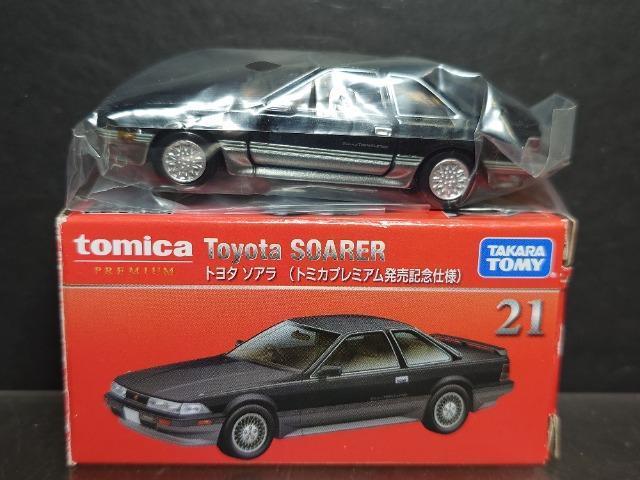 tomica
PREMIUM
Toyota SOARER
トヨタ ソアラ (トミカプレミアム発売記念仕様)
TAKARA
TOMY
21